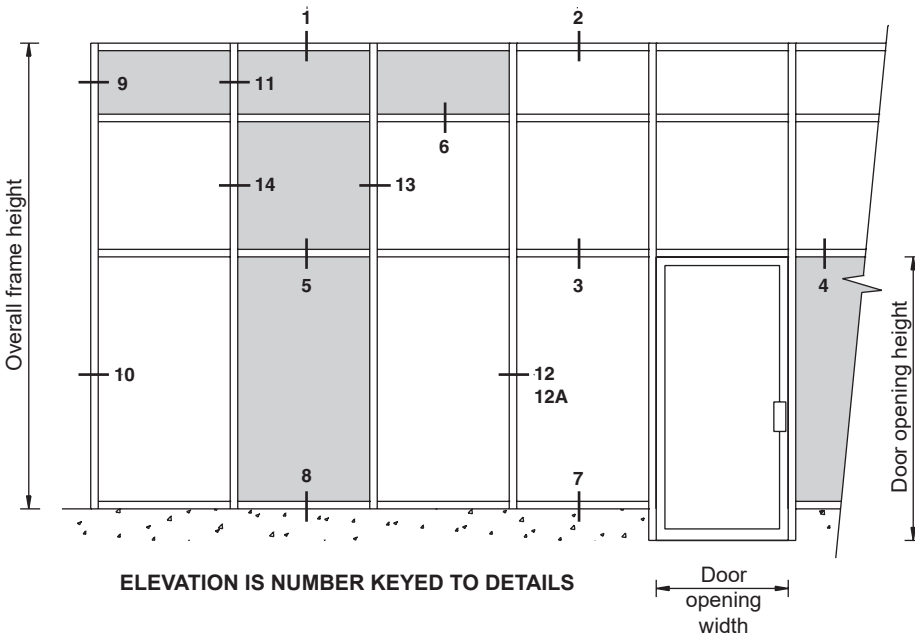 1
2
9
11
6
14
13
5
3
4
10
12
12A
8
7
Overall frame height
Door opening height
ELEVATION IS NUMBER KEYED TO DETAILS
Door
opening
width